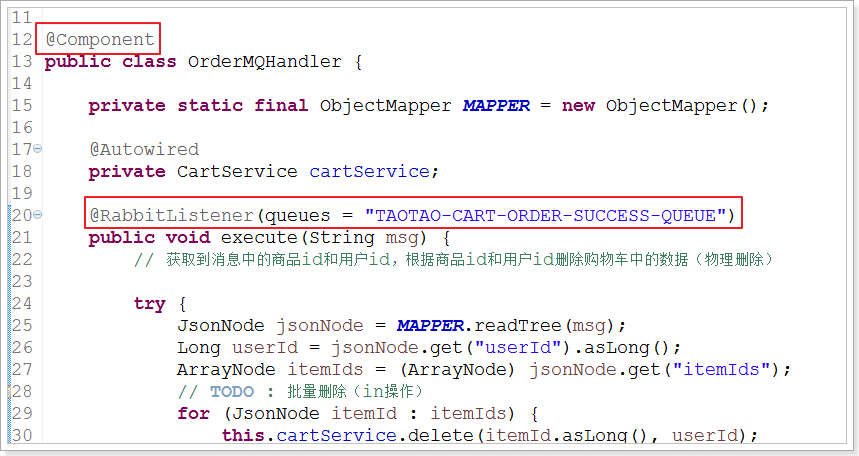 11
12 @Component
13 public class OrderMQHandler {
14
15     private static final ObjectMapper MAPPER = new ObjectMapper();
16
17     @Autowired
18     private CartService cartService;
19
20     @RabbitListener(queues = "TAOTAO-CART-ORDER-SUCCESS-QUEUE")
21     public void execute(String msg) {
22         // 获取到消息中的商品id和用户id，根据商品id和用户id删除购物车中的数据（物理删除）
23
24         try {
25             JsonNode jsonNode = MAPPER.readTree(msg);
26             Long userId = jsonNode.get("userId").asLong();
27             ArrayNode itemIds = (ArrayNode) jsonNode.get("itemIds");
28             // TODO : 批量删除（in操作）
29             for (JsonNode itemId : itemIds) {
30                 this.cartService.delete(itemId.asLong(), userId);